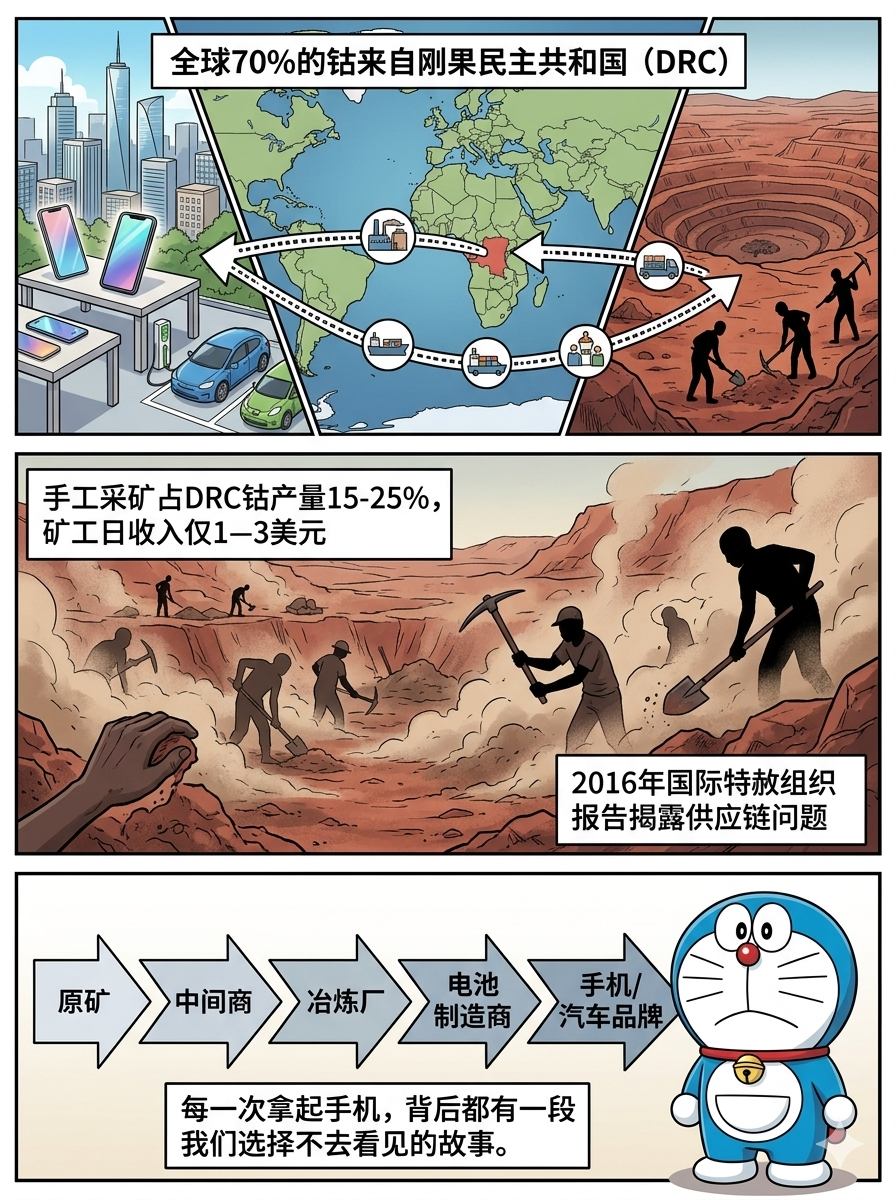 全球70%的钴来自刚果民主共和国（DRC）
手工采矿占DRC钴产量15-25%，
矿工日收入仅1—3美元
2016年国际特赦组织
报告揭露供应链问题
原矿
中间商
冶炼厂
电池
制造商
手机/
汽车品牌
每一次拿起手机，背后都有一段
我们选择不去看见的故事。